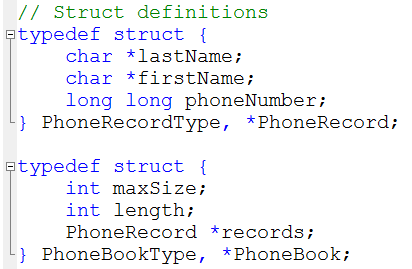 // Struct definitions
typedef struct {
    char *lastName;
    char *firstName;
    long long phoneNumber;
} PhoneRecordType, *PhoneRecord;

typedef struct {
    int maxSize;
    int length;
    PhoneRecord *records;
} PhoneBookType, *PhoneBook;